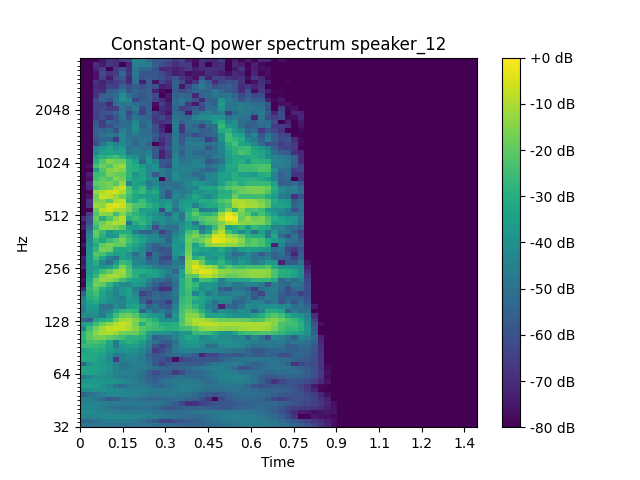 Constant-Q power spectrum speaker_12
Hz
2048
1024
512
256
128
64
32
0 0.15 0.3 0.45 0.6 0.75 0.9 1.1 1.2 1.4
Time
+0 dB
-10 dB
-20 dB
-30 dB
-40 dB
-50 dB
-60 dB
-70 dB
-80 dB